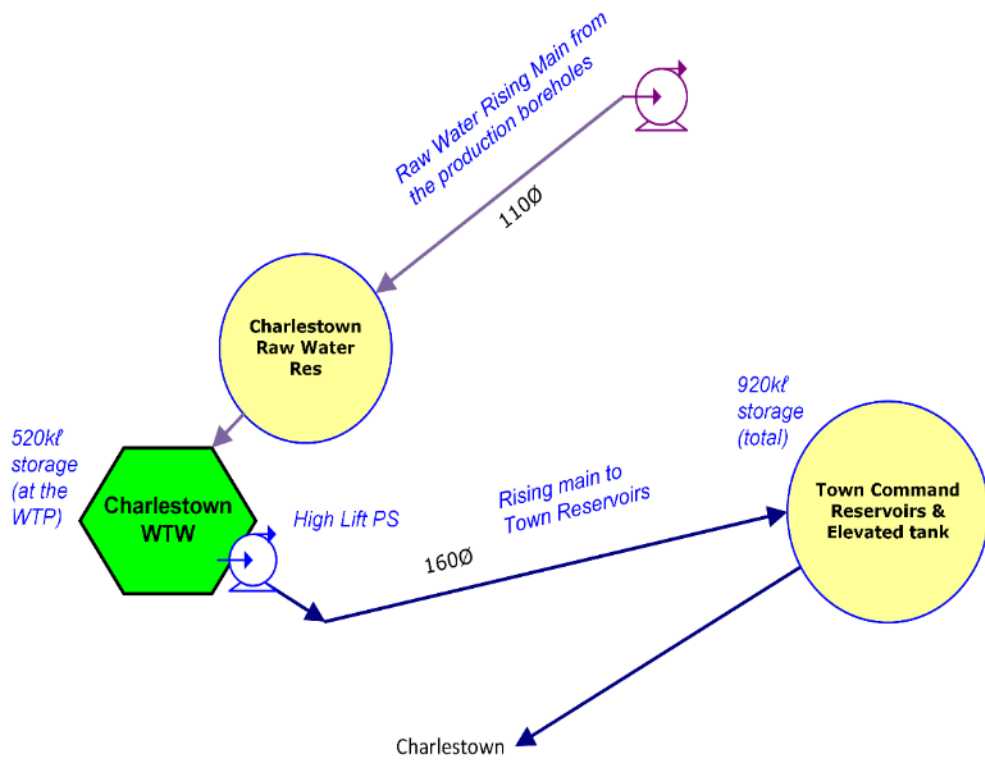 Raw Water Rising Main from
the production boreholes
110Ø
Charlestown
Raw Water
Res
520kℓ
storage
(at the
WTP)
Charlestown
WTW
High Lift PS
Rising main to
Town Reservoirs
160Ø
920kℓ
storage
(total)
Town Command
Reservoirs &
Elevated tank
Charlestown